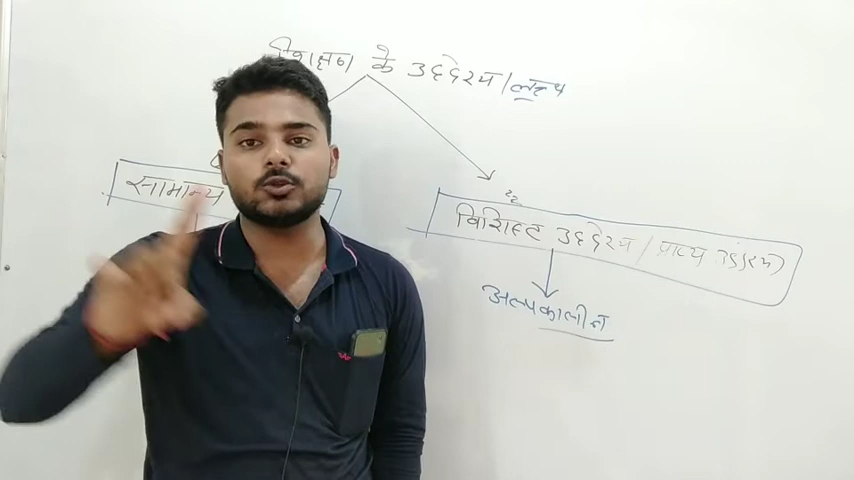 शिक्षण के उद्देश्य/लक्ष्य
सामान्य
विशिष्ट उद्देश्य/प्राप्य उद्देश्य
अल्पकालीन